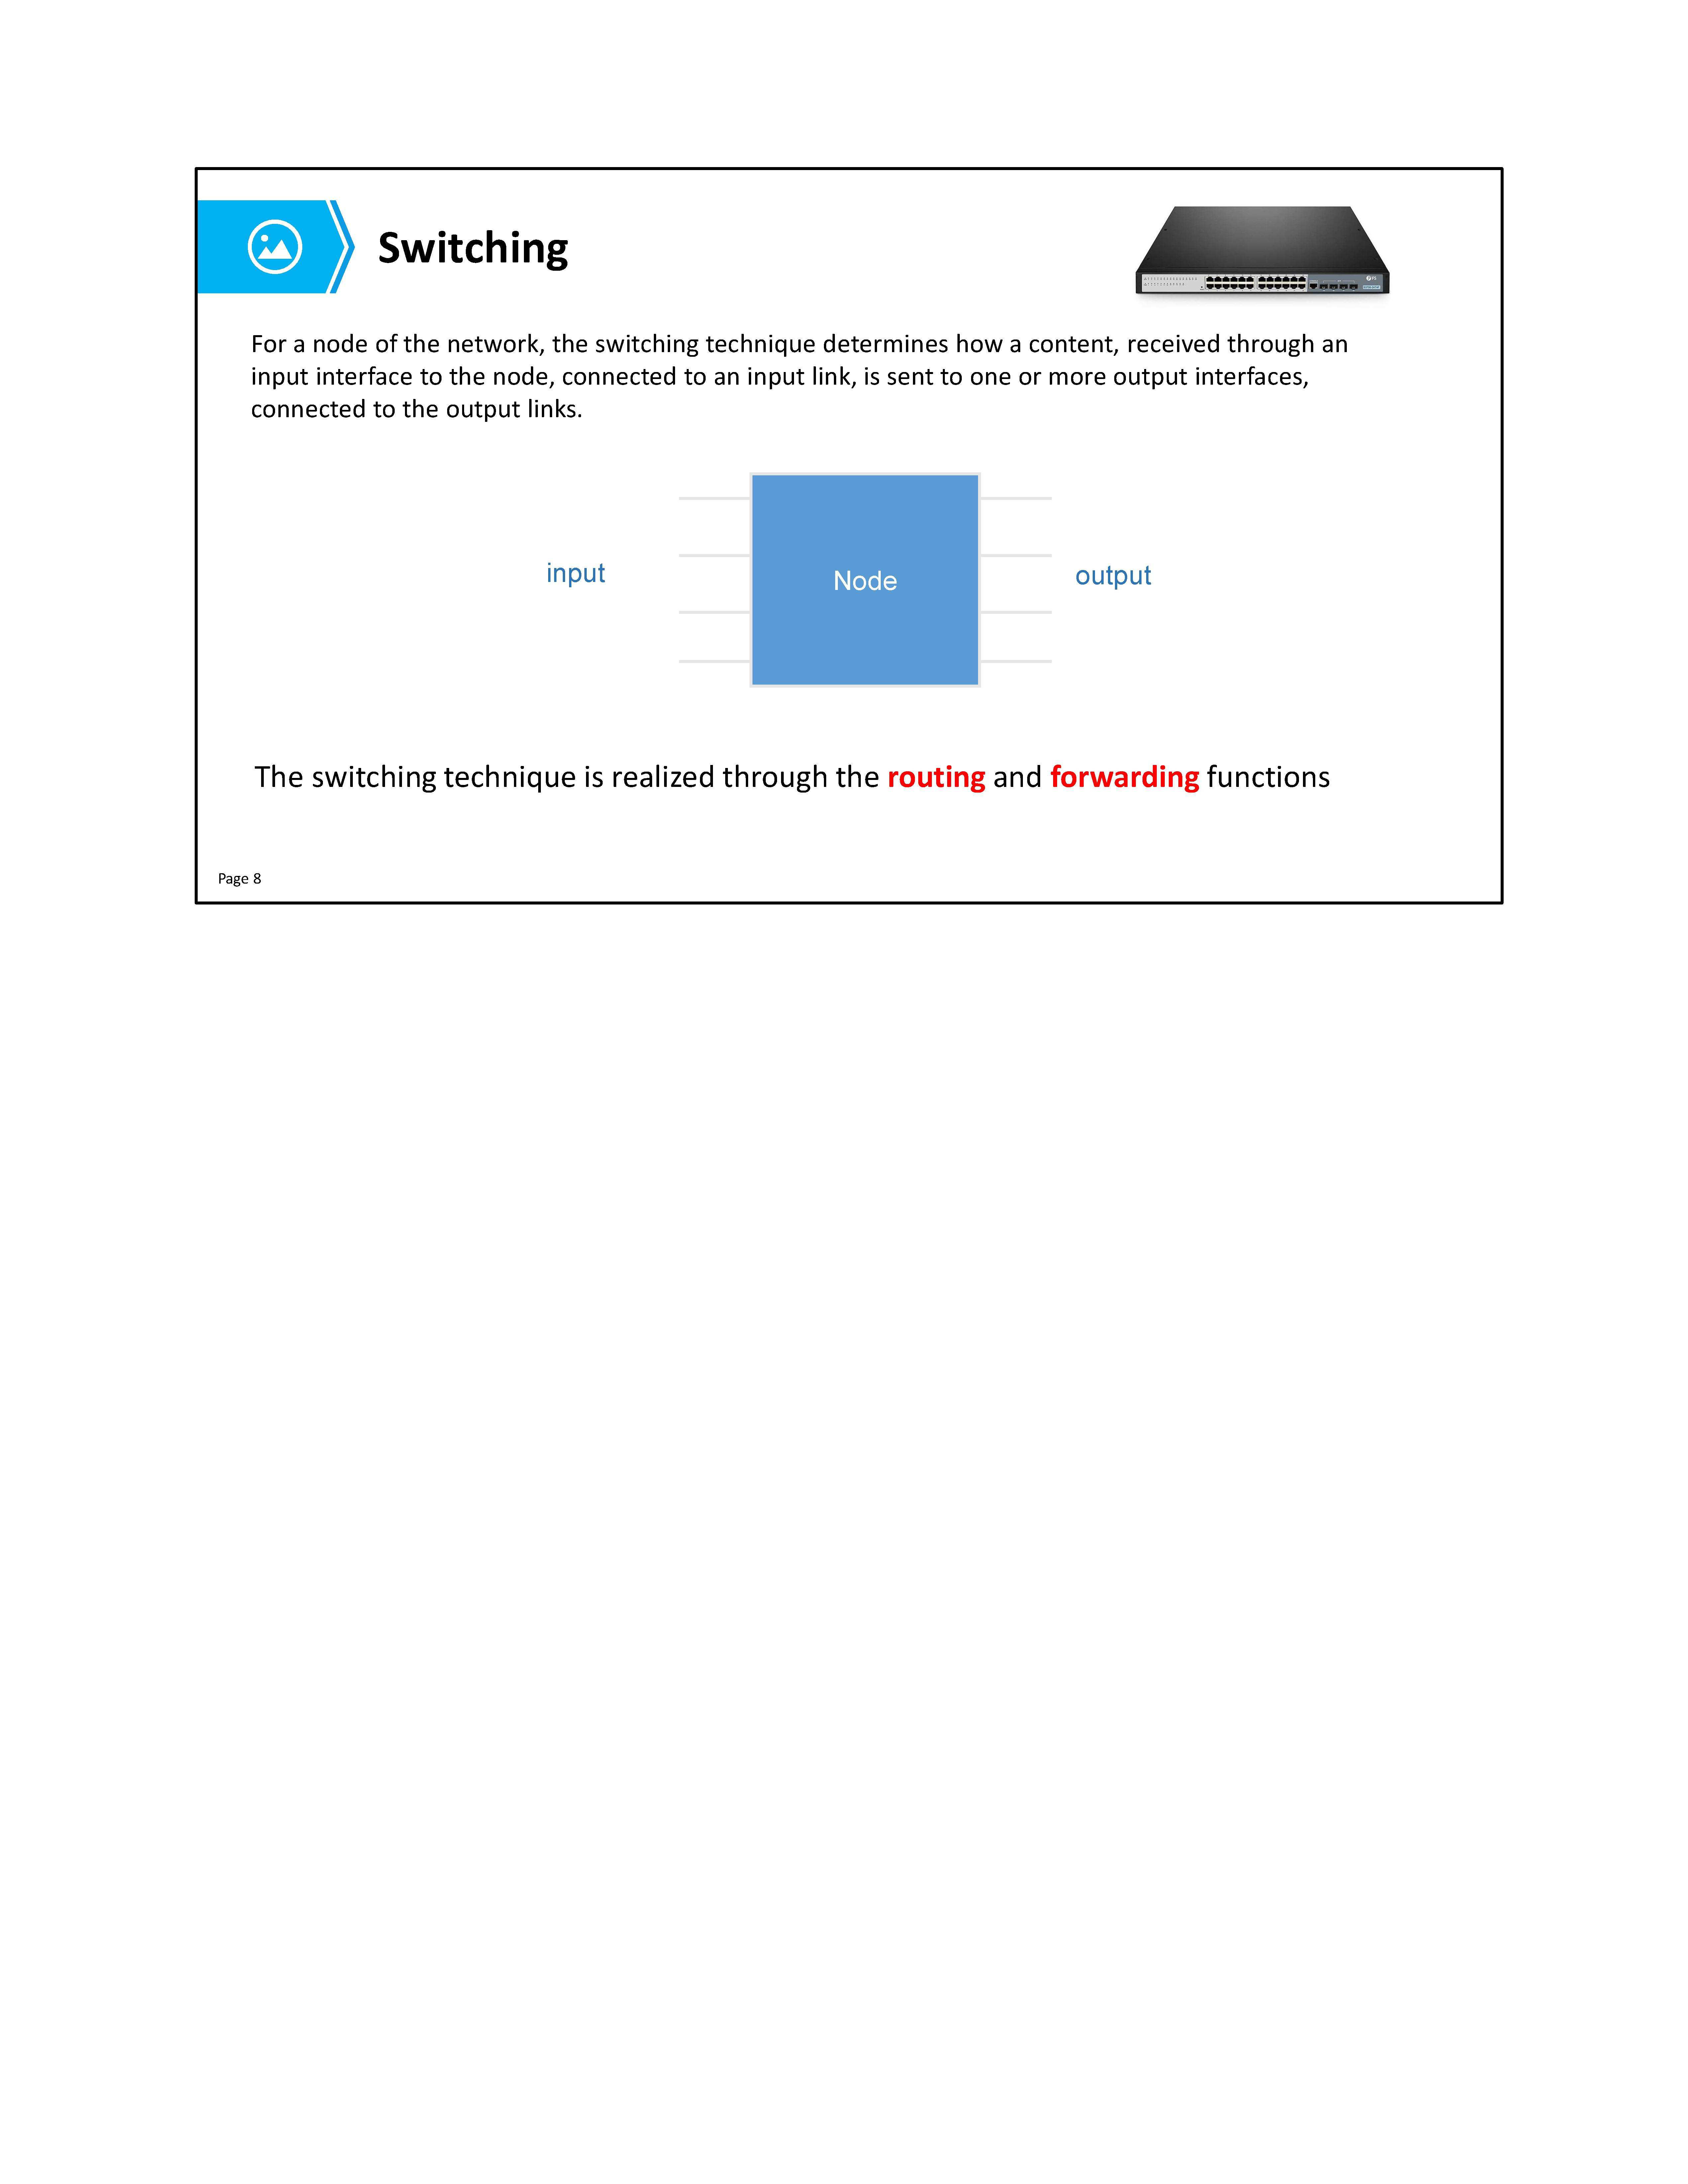 Switching
For a node of the network, the switching technique determines how a content, received through an
input interface to the node, connected to an input link, is sent to one or more output interfaces,
connected to the output links.
input
Node
output
The switching technique is realized through the routing and forwarding functions
Page 8